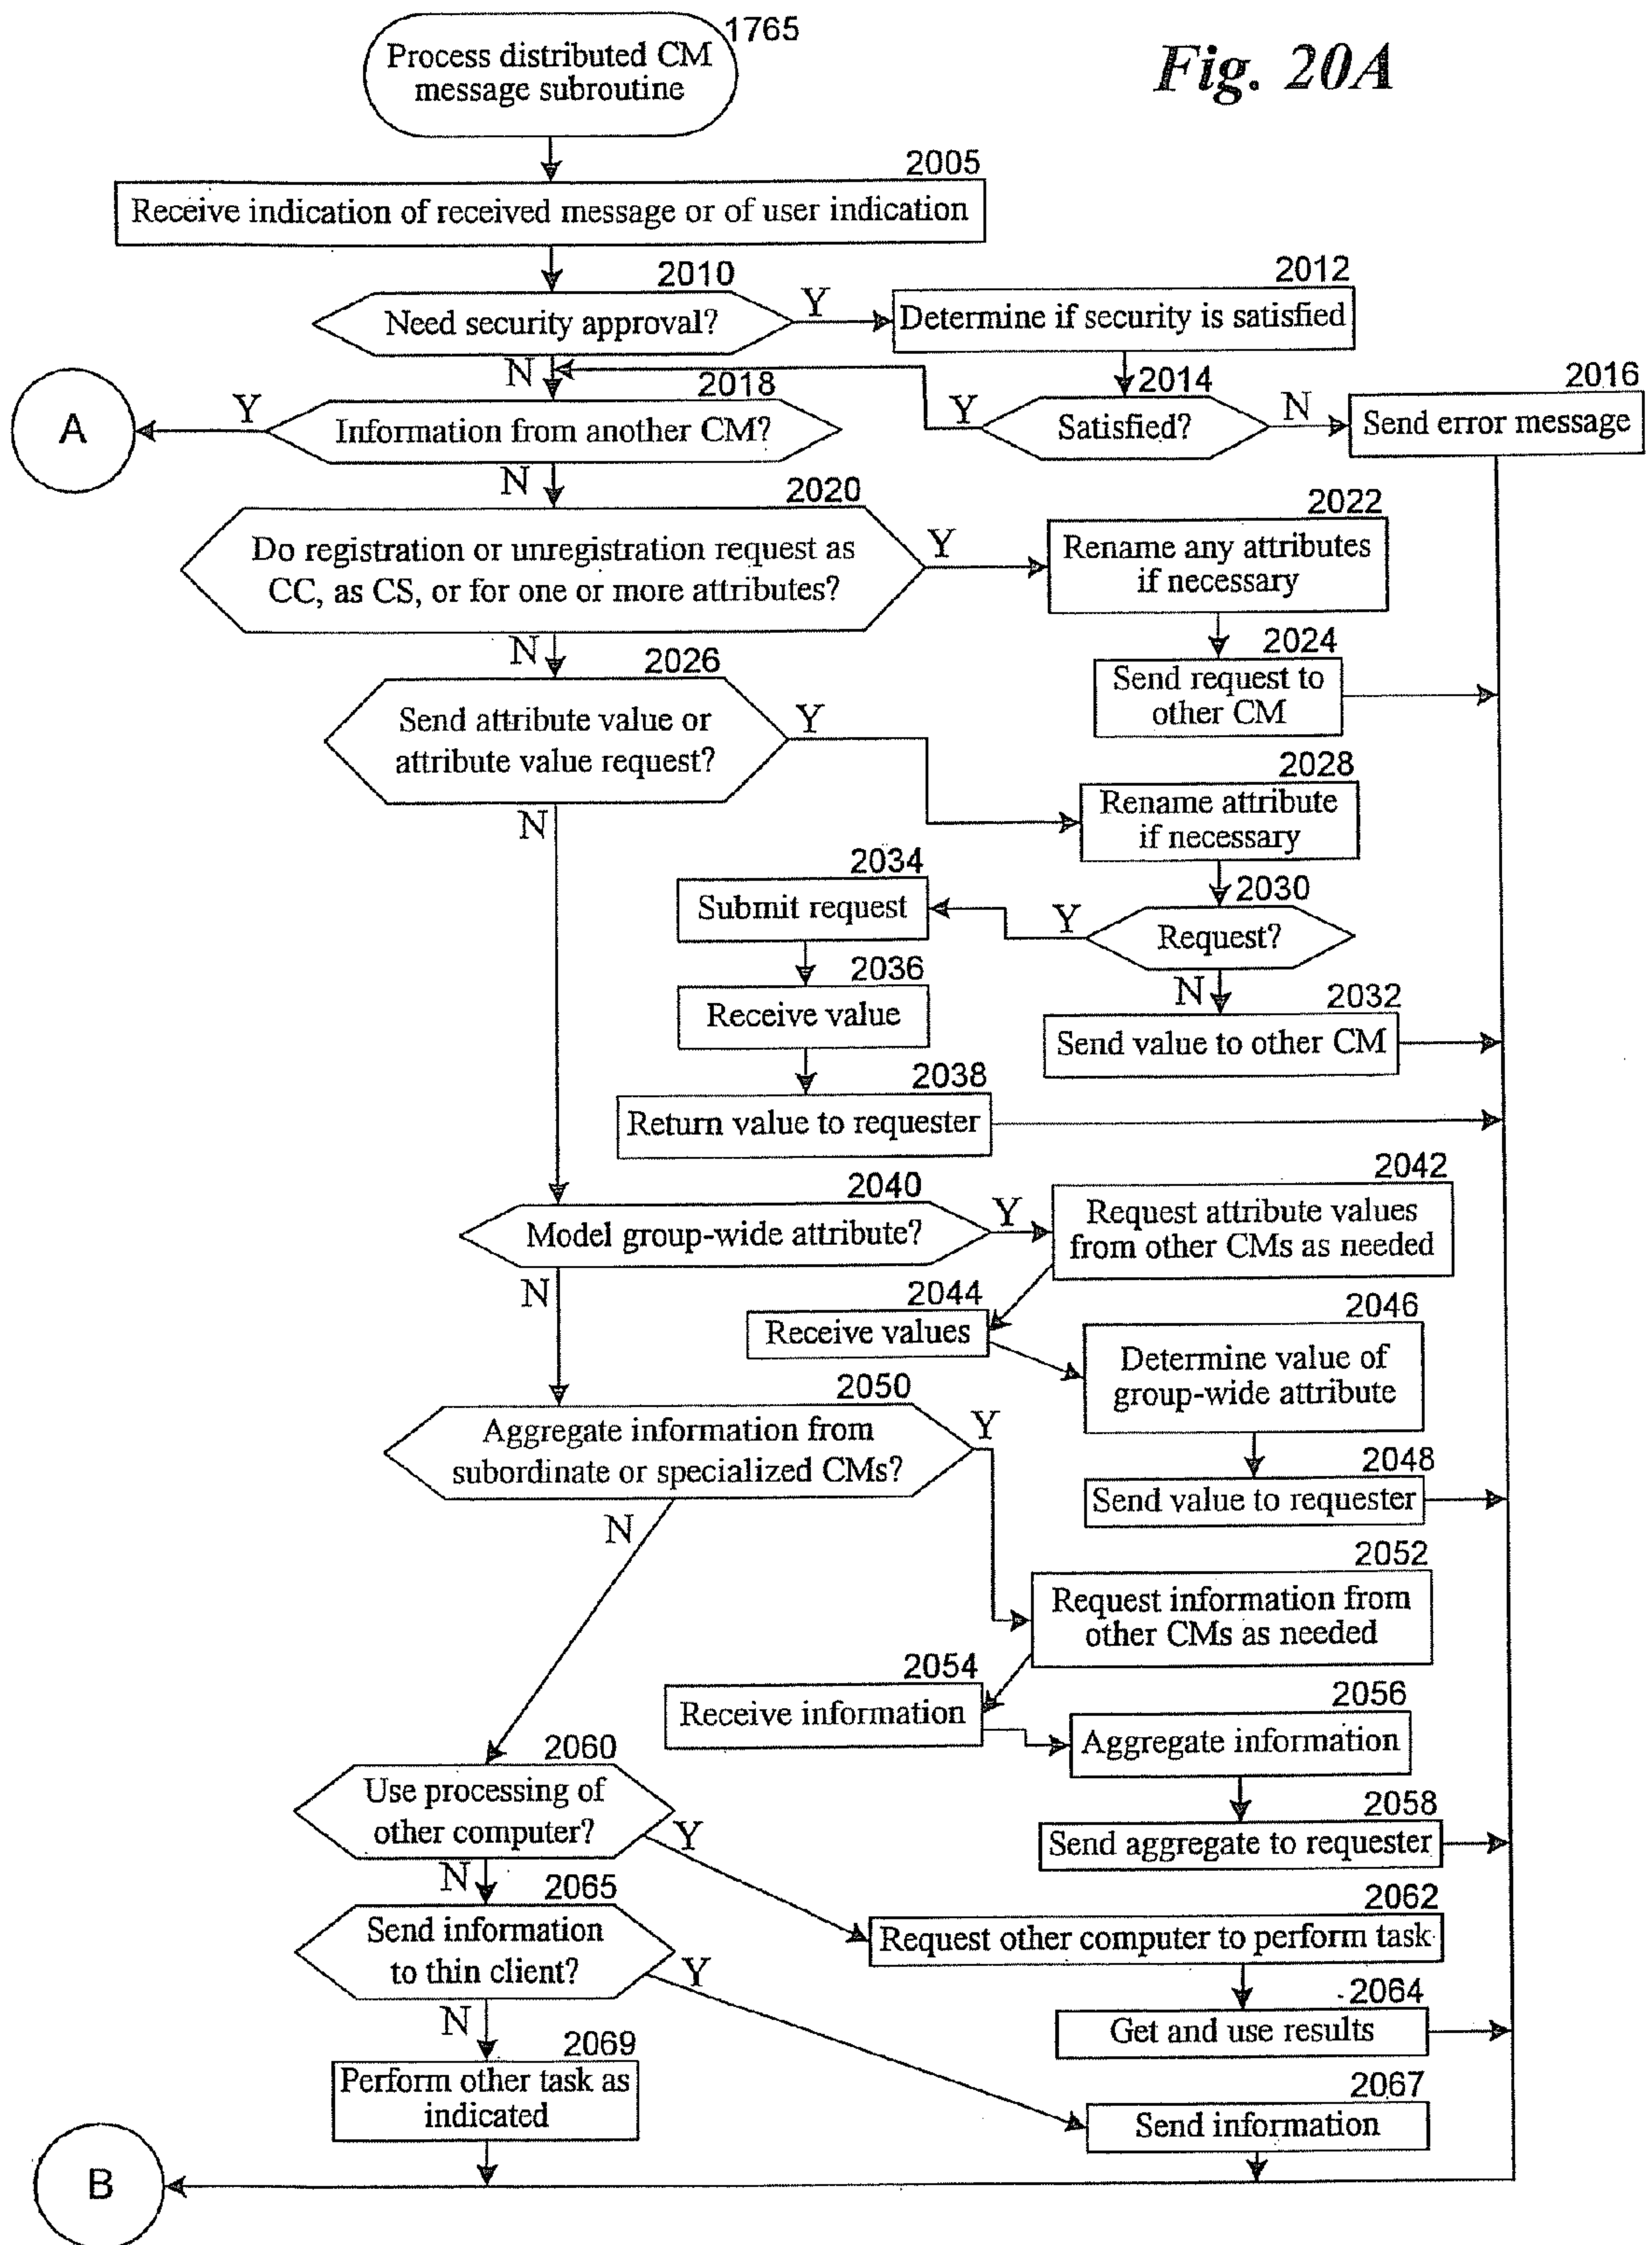 1765
Process distributed CM
message subroutine
Fig. 20A
2005
Receive indication of received message or of user indication
2010
Need security approval?
Y
2012
Determine if security is satisfied
N
2018
Information from another CM?
Y
A
2014
Satisfied?
Y
N
2016
Send error message
N
2020
Do registration or unregistration request as
CC, as CS, or for one or more attributes?
Y
2022
Rename any attributes
if necessary
2024
Send request to
other CM
N
2026
Send attribute value or
attribute value request?
Y
2028
Rename attribute
if necessary
2030
Request?
Y
2034
Submit request
2036
Receive value
2038
Return value to requester
N
2032
Send value to other CM
N
2040
Model group-wide attribute?
Y
2042
Request attribute values
from other CMs as needed
2044
Receive values
2046
Determine value of
group-wide attribute
2048
Send value to requester
N
2050
Aggregate information from
subordinate or specialized CMs?
Y
2052
Request information from
other CMs as needed
2054
Receive information
2056
Aggregate information
2058
Send aggregate to requester
N
2060
Use processing of
other computer?
Y
2062
Request other computer to perform task
2064
Get and use results
N
2065
Send information
to thin client?
Y
2067
Send information
N
2069
Perform other task as
indicated
B